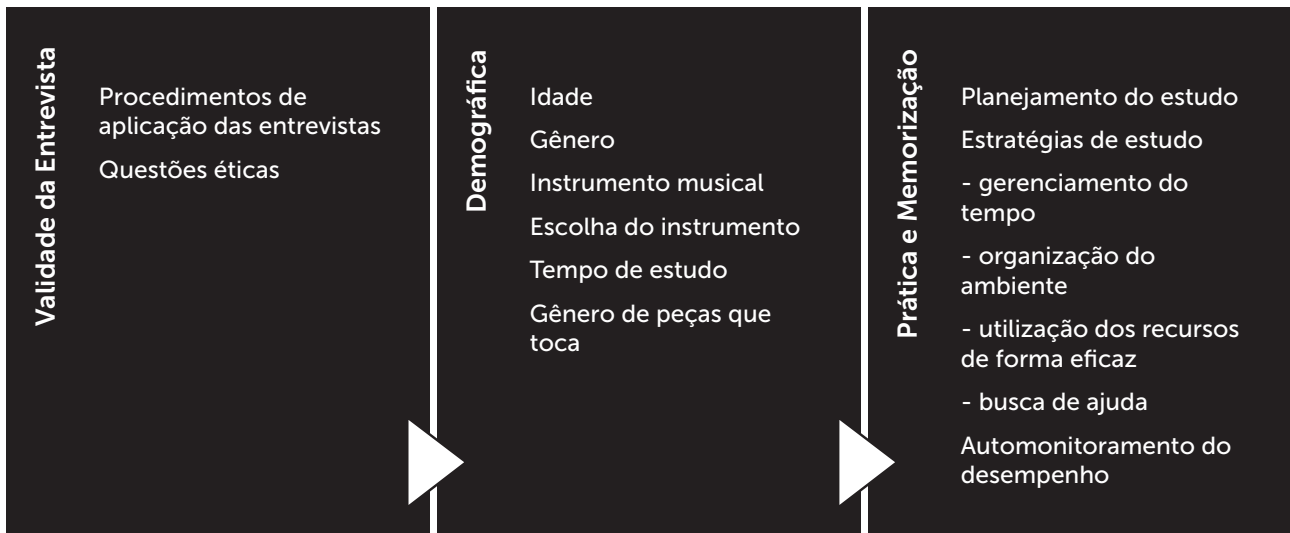 Validade da Entrevista
Procedimentos de
aplicação das entrevistas
Questões éticas
Demográfica
Idade
Gênero
Instrumento musical
Escolha do instrumento
Tempo de estudo
Gênero de peças que
toca
Prática e Memorização
Planejamento do estudo
Estratégias de estudo
- gerenciamento do
tempo
- organização do
ambiente
- utilização dos recursos
de forma eficaz
- busca de ajuda
Automonitoramento do
desempenho